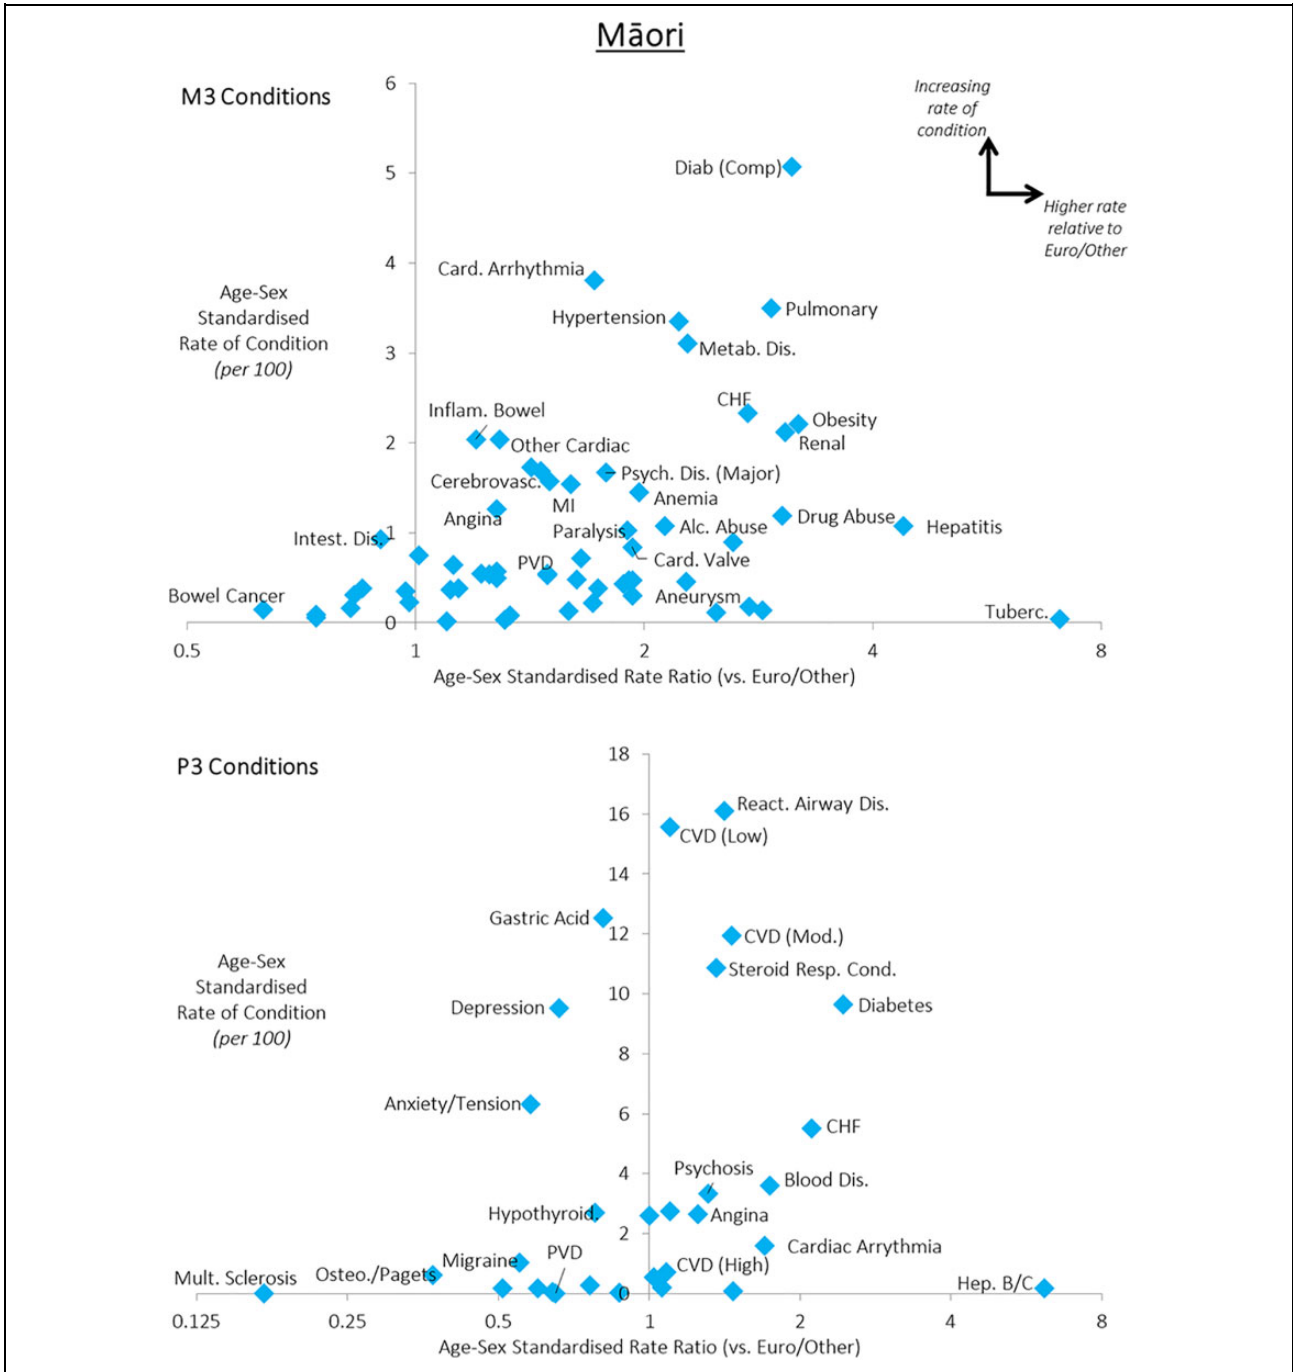 Māori
M3 Conditions
Increasing
rate of
condition
Higher rate
relative to
Euro/Other
Age-Sex
Standardised
Rate of Condition
(per 100)
6
5
4
3
2
1
0
Diab (Comp)
Card. Arrhythmia
Pulmonary
Hypertension
Metab. Dis.
CHF
Inflam. Bowel
Obesity
Other Cardiac
Renal
Cerebrovasc.
Psych. Dis. (Major)
MI
Anemia
Angina
Drug Abuse
Hepatitis
Paralysis
Alc. Abuse
Intest. Dis.
PVD
Card. Valve
Bowel Cancer
Aneurysm
Tuberc.
0.5
1
2
4
8
Age-Sex Standardised Rate Ratio (vs. Euro/Other)
P3 Conditions
Age-Sex
Standardised
Rate of Condition
(per 100)
18
16
14
12
10
8
6
4
2
0
React. Airway Dis.
CVD (Low)
Gastric Acid
CVD (Mod.)
Steroid Resp. Cond.
Depression
Diabetes
Anxiety/Tension
CHF
Psychosis
Blood Dis.
Hypothyroid.
Angina
Cardiac Arrythmia
PVD
Migraine
CVD (High)
Osteo./Pagets
Mult. Sclerosis
Hep. B/C
0.125
0.25
0.5
1
2
4
8
Age-Sex Standardised Rate Ratio (vs. Euro/Other)